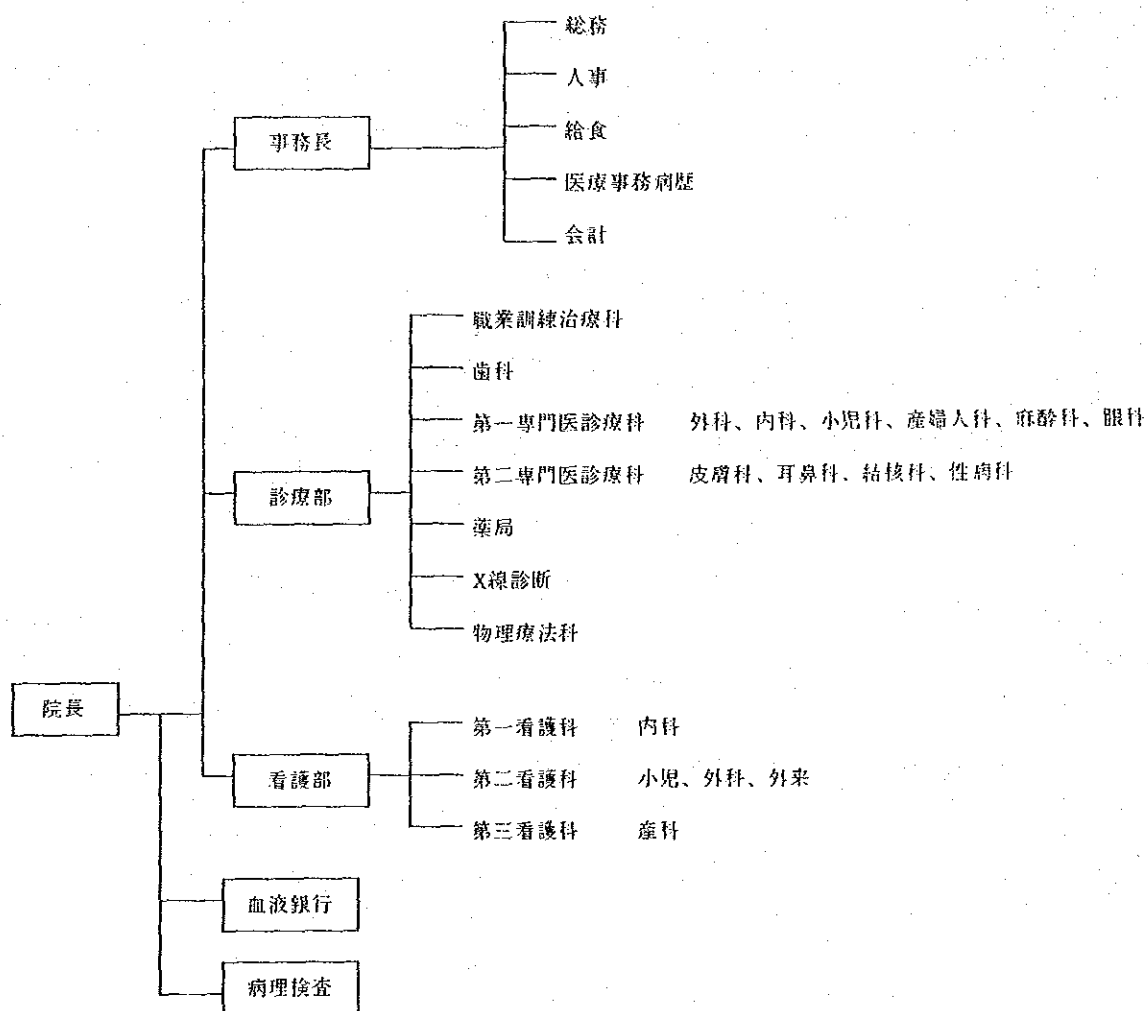 総務
人事
事務長
給食
医療事務病歴
会計
職業訓練治療科
歯科
第一専門医診療科 外科、内科、小児科、産婦人科、麻酔科、眼科
第二専門医診療科 皮膚科、耳鼻科、結核科、性病科
診療部
薬局
X線診断
物理療法科
院長
第一看護科 内科
看護部
第二看護科 小児、外科、外来
第三看護科 産科
血液銀行
病理検査